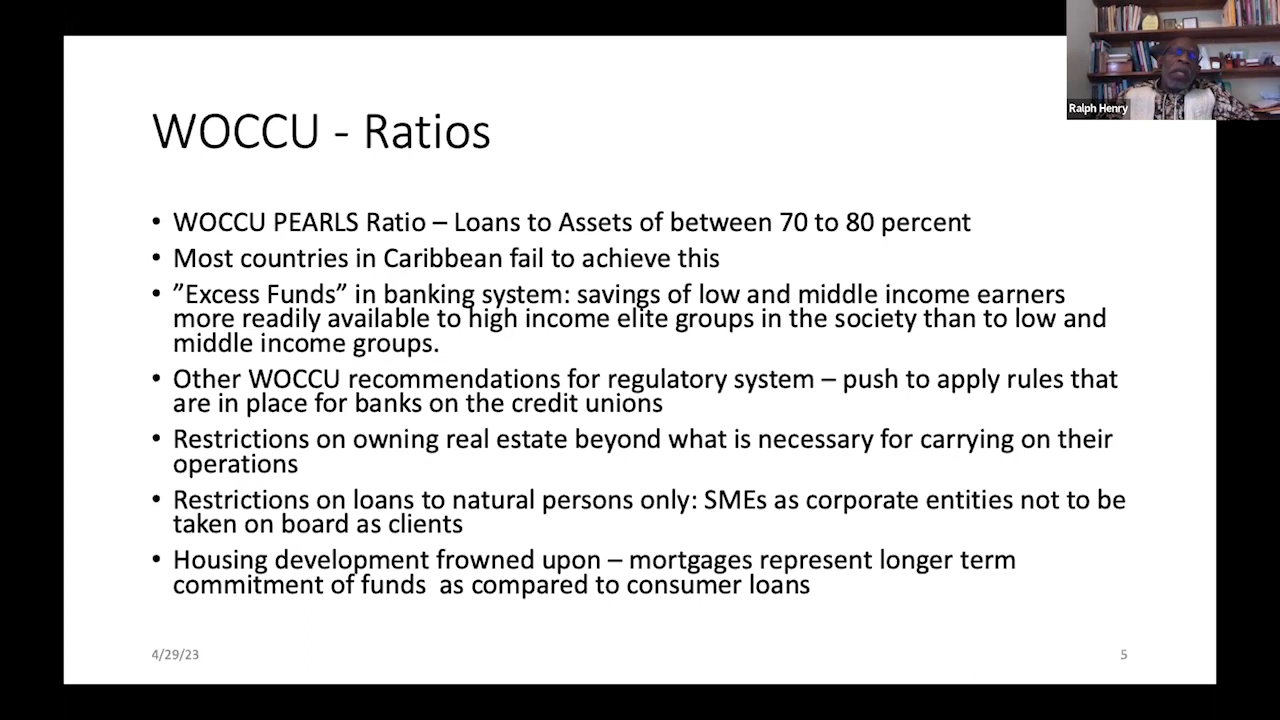 Ralph Henry
WOCCU - Ratios
• WOCCU PEARLS Ratio – Loans to Assets of between 70 to 80 percent
• Most countries in Caribbean fail to achieve this
• ”Excess Funds” in banking system: savings of low and middle income earners
more readily available to high income elite groups in the society than to low and
middle income groups.
• Other WOCCU recommendations for regulatory system – push to apply rules that
are in place for banks on the credit unions
• Restrictions on owning real estate beyond what is necessary for carrying on their
operations
• Restrictions on loans to natural persons only: SMEs as corporate entities not to be
taken on board as clients
• Housing development frowned upon – mortgages represent longer term
commitment of funds  as compared to consumer loans
4/29/23
5